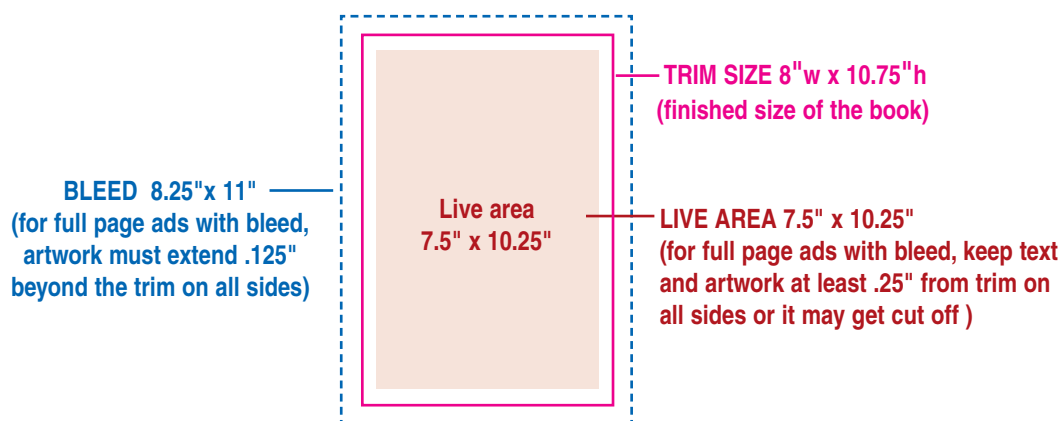 TRIM SIZE 8"w x 10.75"h
(finished size of the book)
BLEED 8.25"x 11"
(for full page ads with bleed,
artwork must extend .125"
beyond the trim on all sides)
Live area
7.5" x 10.25"
LIVE AREA 7.5" x 10.25"
(for full page ads with bleed, keep text
and artwork at least .25" from trim on
all sides or it may get cut off )